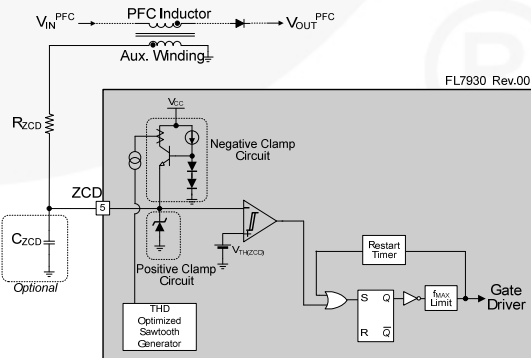 PFC Inductor
V_IN^PFC
V_OUT^PFC
Aux. Winding
FL7930 Rev.00
R_ZCD
V_CC
Negative Clamp
Circuit
ZCD
5
C_ZCD
Optional
V_TH(ZCD)
Positive Clamp
Circuit
THD
Optimized
Sawtooth
Generator
Restart
Timer
S Q
R Q̅
f_MAX
Limit
Gate
Driver
R